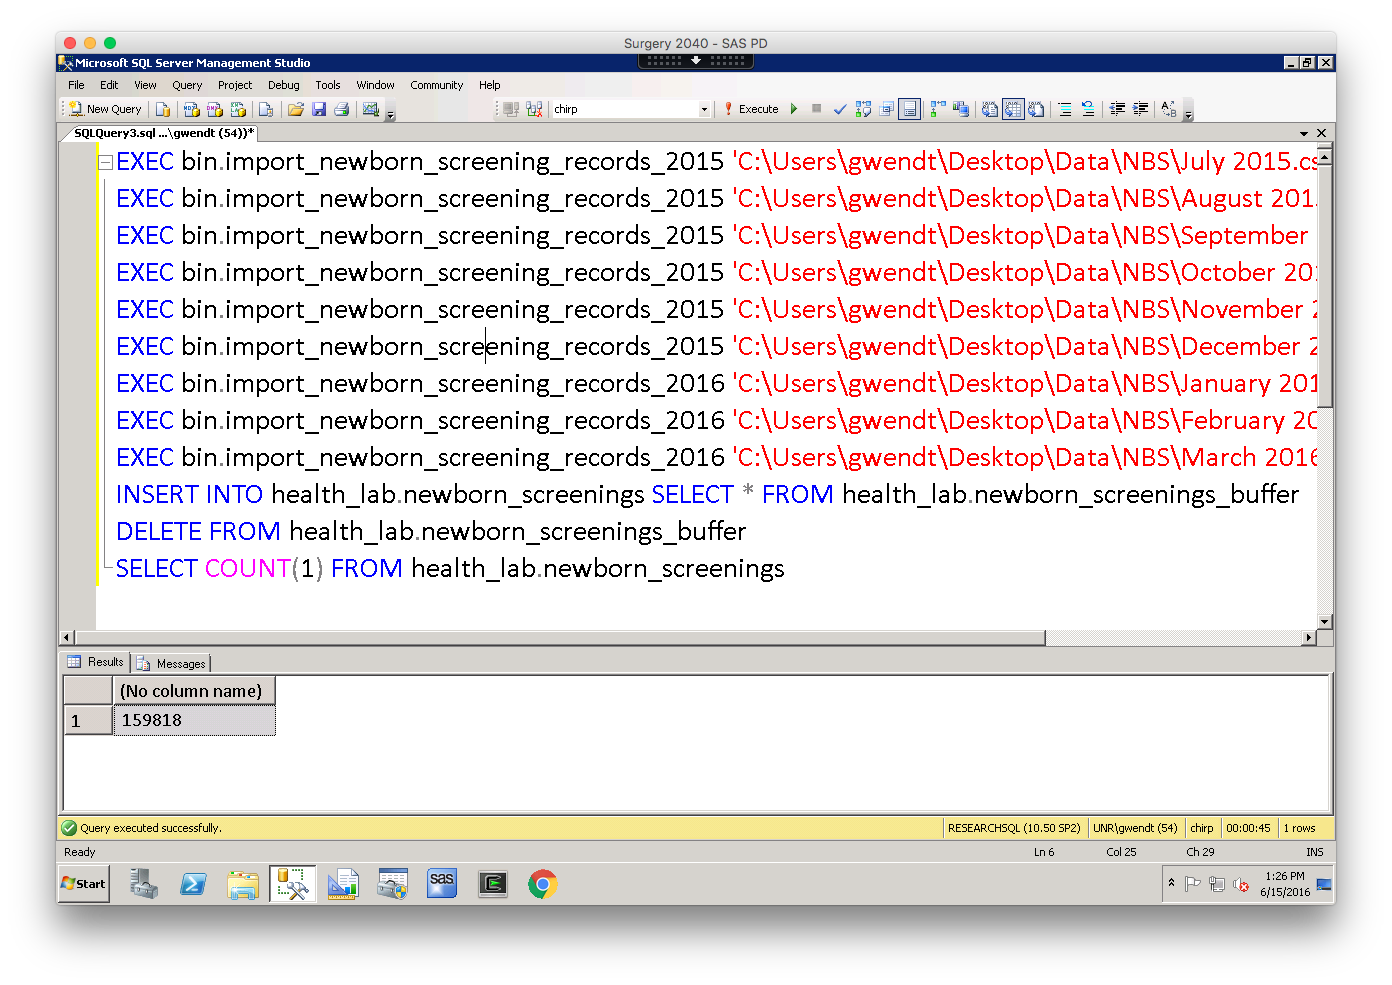 Surgery 2040 - SAS PD
Microsoft SQL Server Management Studio
File Edit View Query Project Debug Tools Window Community Help
New Query chirp Execute
SQLQuery3.sql ...\gwendt (54))*
EXEC bin.import_newborn_screening_records_2015 'C:\Users\gwendt\Desktop\Data\NBS\July 2015.cs
EXEC bin.import_newborn_screening_records_2015 'C:\Users\gwendt\Desktop\Data\NBS\August 201
EXEC bin.import_newborn_screening_records_2015 'C:\Users\gwendt\Desktop\Data\NBS\September
EXEC bin.import_newborn_screening_records_2015 'C:\Users\gwendt\Desktop\Data\NBS\October 20
EXEC bin.import_newborn_screening_records_2015 'C:\Users\gwendt\Desktop\Data\NBS\November 2
EXEC bin.import_newborn_screening_records_2015 'C:\Users\gwendt\Desktop\Data\NBS\December 2
EXEC bin.import_newborn_screening_records_2016 'C:\Users\gwendt\Desktop\Data\NBS\January 201
EXEC bin.import_newborn_screening_records_2016 'C:\Users\gwendt\Desktop\Data\NBS\February 20
EXEC bin.import_newborn_screening_records_2016 'C:\Users\gwendt\Desktop\Data\NBS\March 2016
INSERT INTO health_lab.newborn_screenings SELECT * FROM health_lab.newborn_screenings_buffer
DELETE FROM health_lab.newborn_screenings_buffer
SELECT COUNT(1) FROM health_lab.newborn_screenings
Results Messages
(No column name)
1 159818
Query executed successfully. RESEARCHSQL (10.50 SP2) UNR\gwendt (54) chirp 00:00:45 1 rows
Ready Ln 6 Col 25 Ch 29 INS
Start sas 1:26 PM
6/15/2016